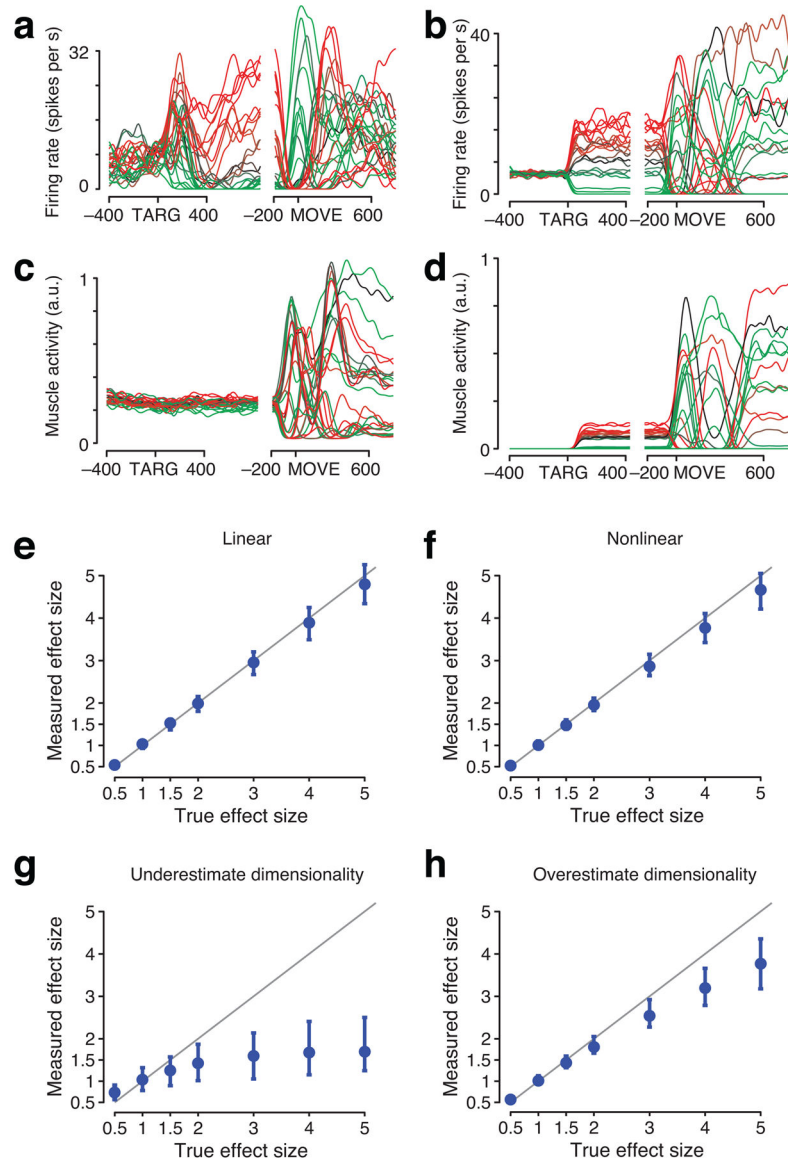 a
Firing rate (spikes per s)
32
0
−400 TARG 400
−200 MOVE 600
b
Firing rate (spikes per s)
40
0
−400 TARG 400
−200 MOVE 600
c
Muscle activity (a.u.)
1
0
−400 TARG 400
−200 MOVE 600
d
Muscle activity (a.u.)
1
0
−400 TARG 400
−200 MOVE 600
e
Linear
Measured effect size
5
4
3
2
1.5
1
0.5
0.5 1 1.5 2 3 4 5
True effect size
f
Nonlinear
Measured effect size
5
4
3
2
1.5
1
0.5
0.5 1 1.5 2 3 4 5
True effect size
g
Underestimate dimensionality
Measured effect size
5
4
3
2
1.5
1
0.5
0.5 1 1.5 2 3 4 5
True effect size
h
Overestimate dimensionality
Measured effect size
5
4
3
2
1.5
1
0.5
0.5 1 1.5 2 3 4 5
True effect size